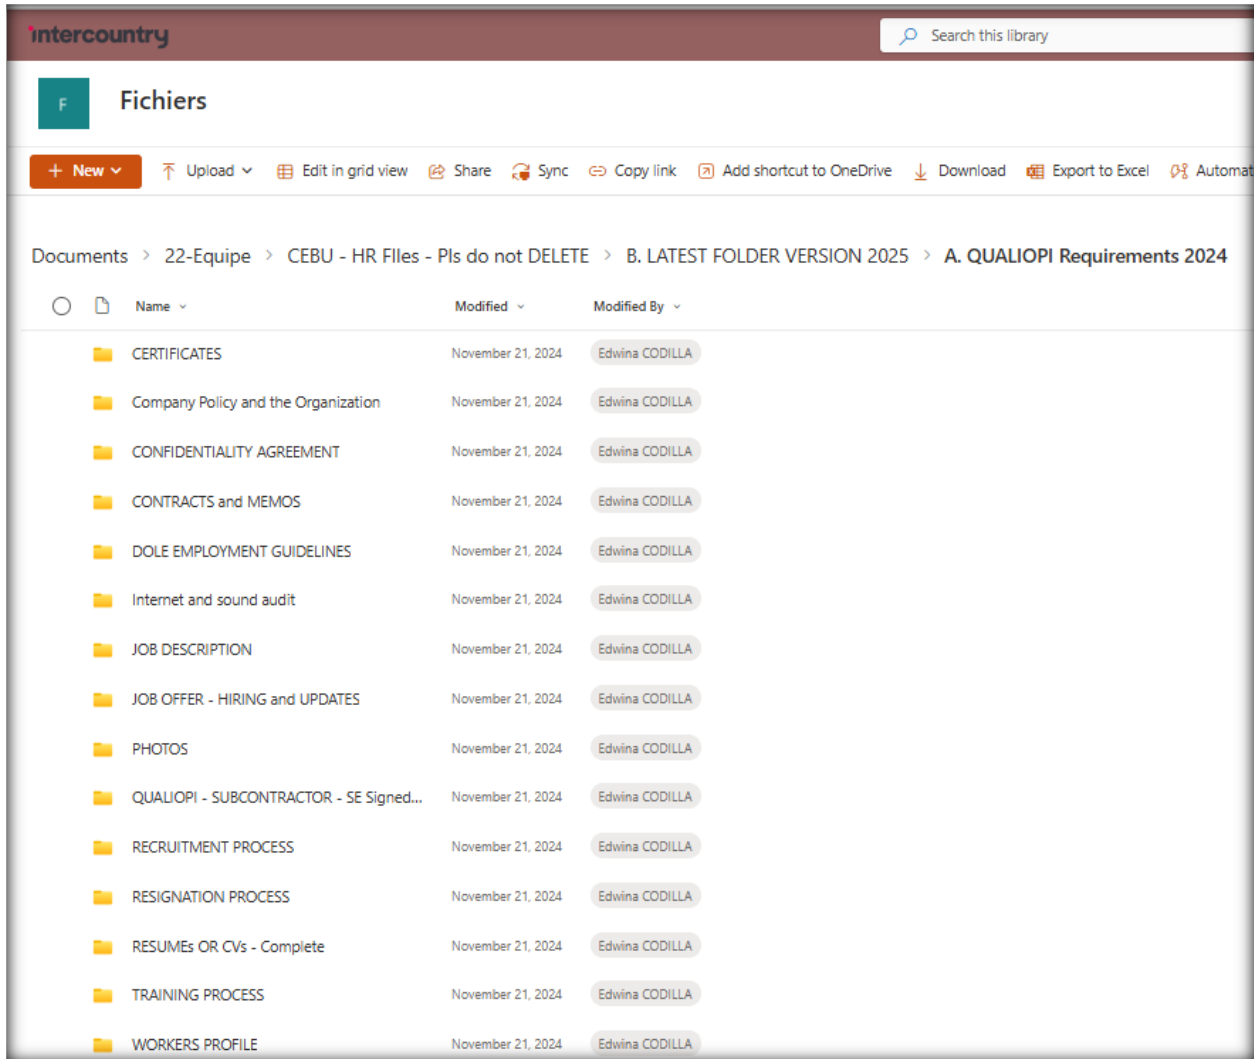 intercountry
Search this library
F
Fichiers
+ New Upload Edit in grid view Share Sync Copy link Add shortcut to OneDrive Download Export to Excel Automat
Documents > 22-Equipe > CEBU - HR FIles - Pls do not DELETE > B. LATEST FOLDER VERSION 2025 > A. QUALIOPI Requirements 2024
Name Modified Modified By
CERTIFICATES November 21, 2024 Edwina CODILLA
Company Policy and the Organization November 21, 2024 Edwina CODILLA
CONFIDENTIALITY AGREEMENT November 21, 2024 Edwina CODILLA
CONTRACTS and MEMOS November 21, 2024 Edwina CODILLA
DOLE EMPLOYMENT GUIDELINES November 21, 2024 Edwina CODILLA
Internet and sound audit November 21, 2024 Edwina CODILLA
JOB DESCRIPTION November 21, 2024 Edwina CODILLA
JOB OFFER - HIRING and UPDATES November 21, 2024 Edwina CODILLA
PHOTOS November 21, 2024 Edwina CODILLA
QUALIOPI - SUBCONTRACTOR - SE Signed... November 21, 2024 Edwina CODILLA
RECRUITMENT PROCESS November 21, 2024 Edwina CODILLA
RESIGNATION PROCESS November 21, 2024 Edwina CODILLA
RESUMEs OR CVs - Complete November 21, 2024 Edwina CODILLA
TRAINING PROCESS November 21, 2024 Edwina CODILLA
WORKERS PROFILE November 21, 2024 Edwina CODILLA